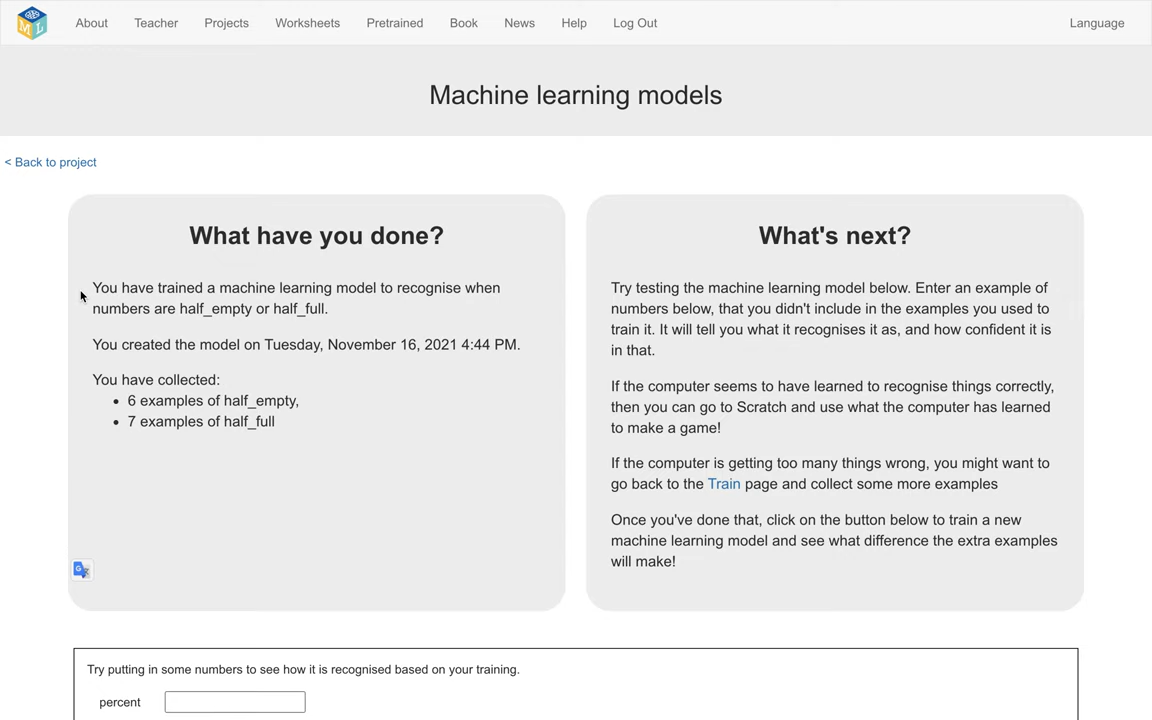 About Teacher Projects Worksheets Pretrained Book News Help Log Out Language
Machine learning models
< Back to project
What have you done?
You have trained a machine learning model to recognise when
numbers are half_empty or half_full.
You created the model on Tuesday, November 16, 2021 4:44 PM.
You have collected:
• 6 examples of half_empty,
• 7 examples of half_full
What's next?
Try testing the machine learning model below. Enter an example of
numbers below, that you didn't include in the examples you used to
train it. It will tell you what it recognises it as, and how confident it is
in that.
If the computer seems to have learned to recognise things correctly,
then you can go to Scratch and use what the computer has learned
to make a game!
If the computer is getting too many things wrong, you might want to
go back to the Train page and collect some more examples
Once you've done that, click on the button below to train a new
machine learning model and see what difference the extra examples
will make!
Try putting in some numbers to see how it is recognised based on your training.
percent